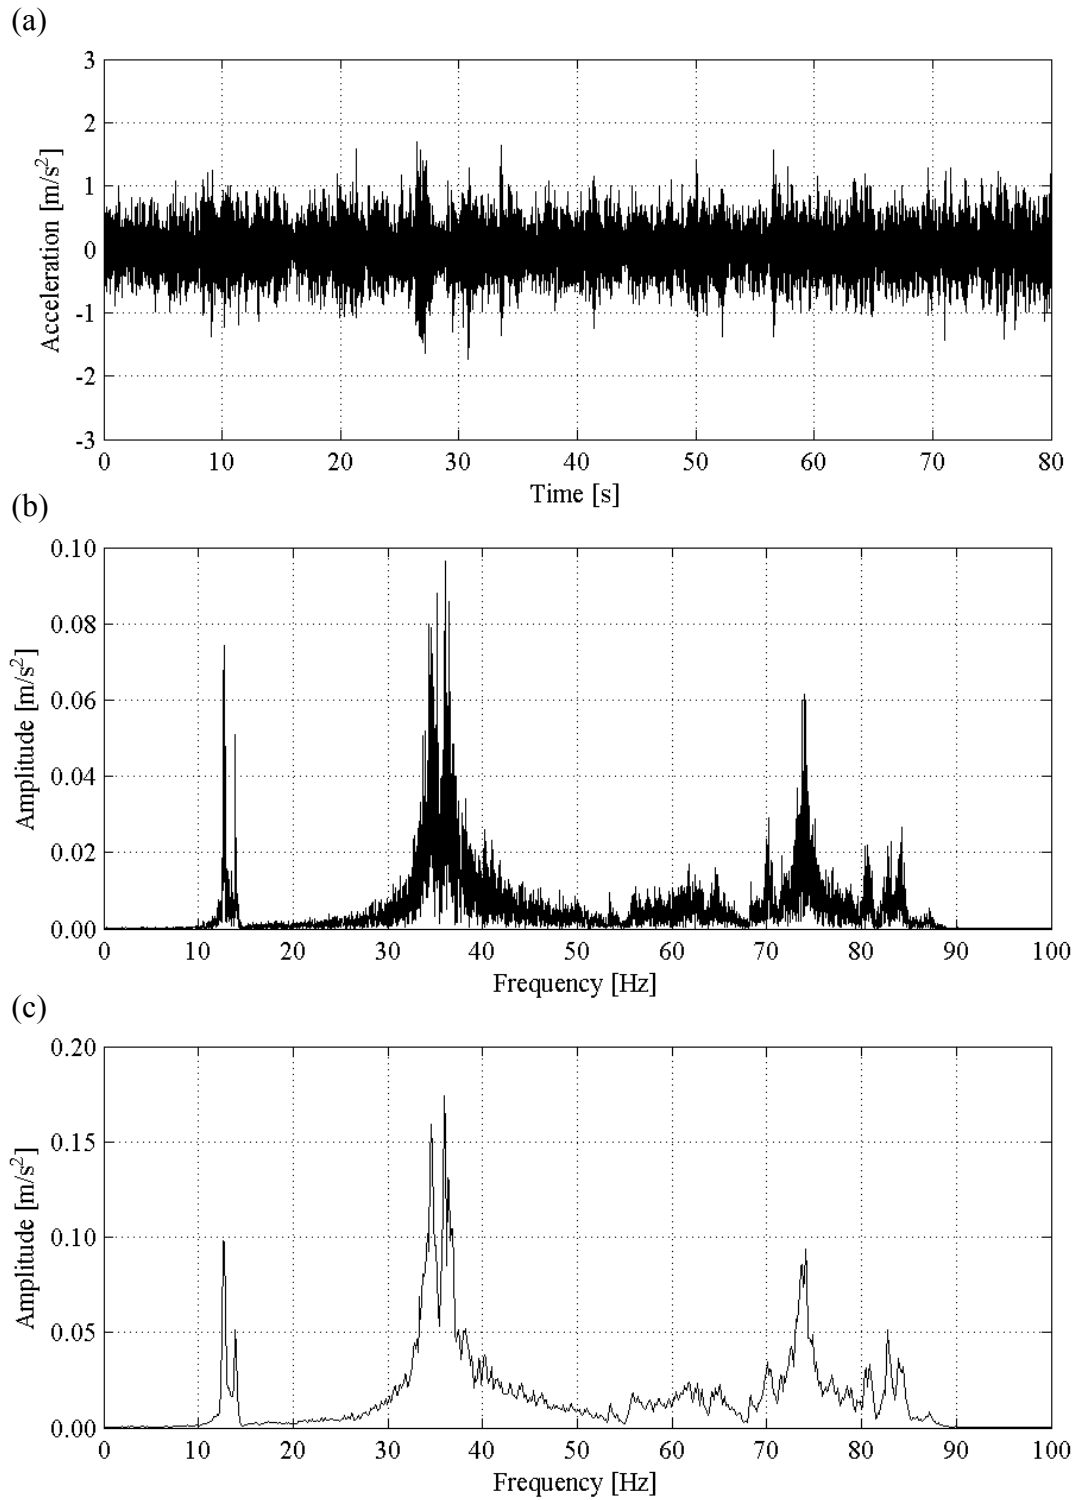 (a)
3
2
1
0
-1
-2
-3
Acceleration [m/s²]
0 10 20 30 40 50 60 70 80
Time [s]
(b)
0.10
0.08
0.06
0.04
0.02
0.00
Amplitude [m/s²]
0 10 20 30 40 50 60 70 80 90 100
Frequency [Hz]
(c)
0.20
0.15
0.10
0.05
0.00
Amplitude [m/s²]
0 10 20 30 40 50 60 70 80 90 100
Frequency [Hz]